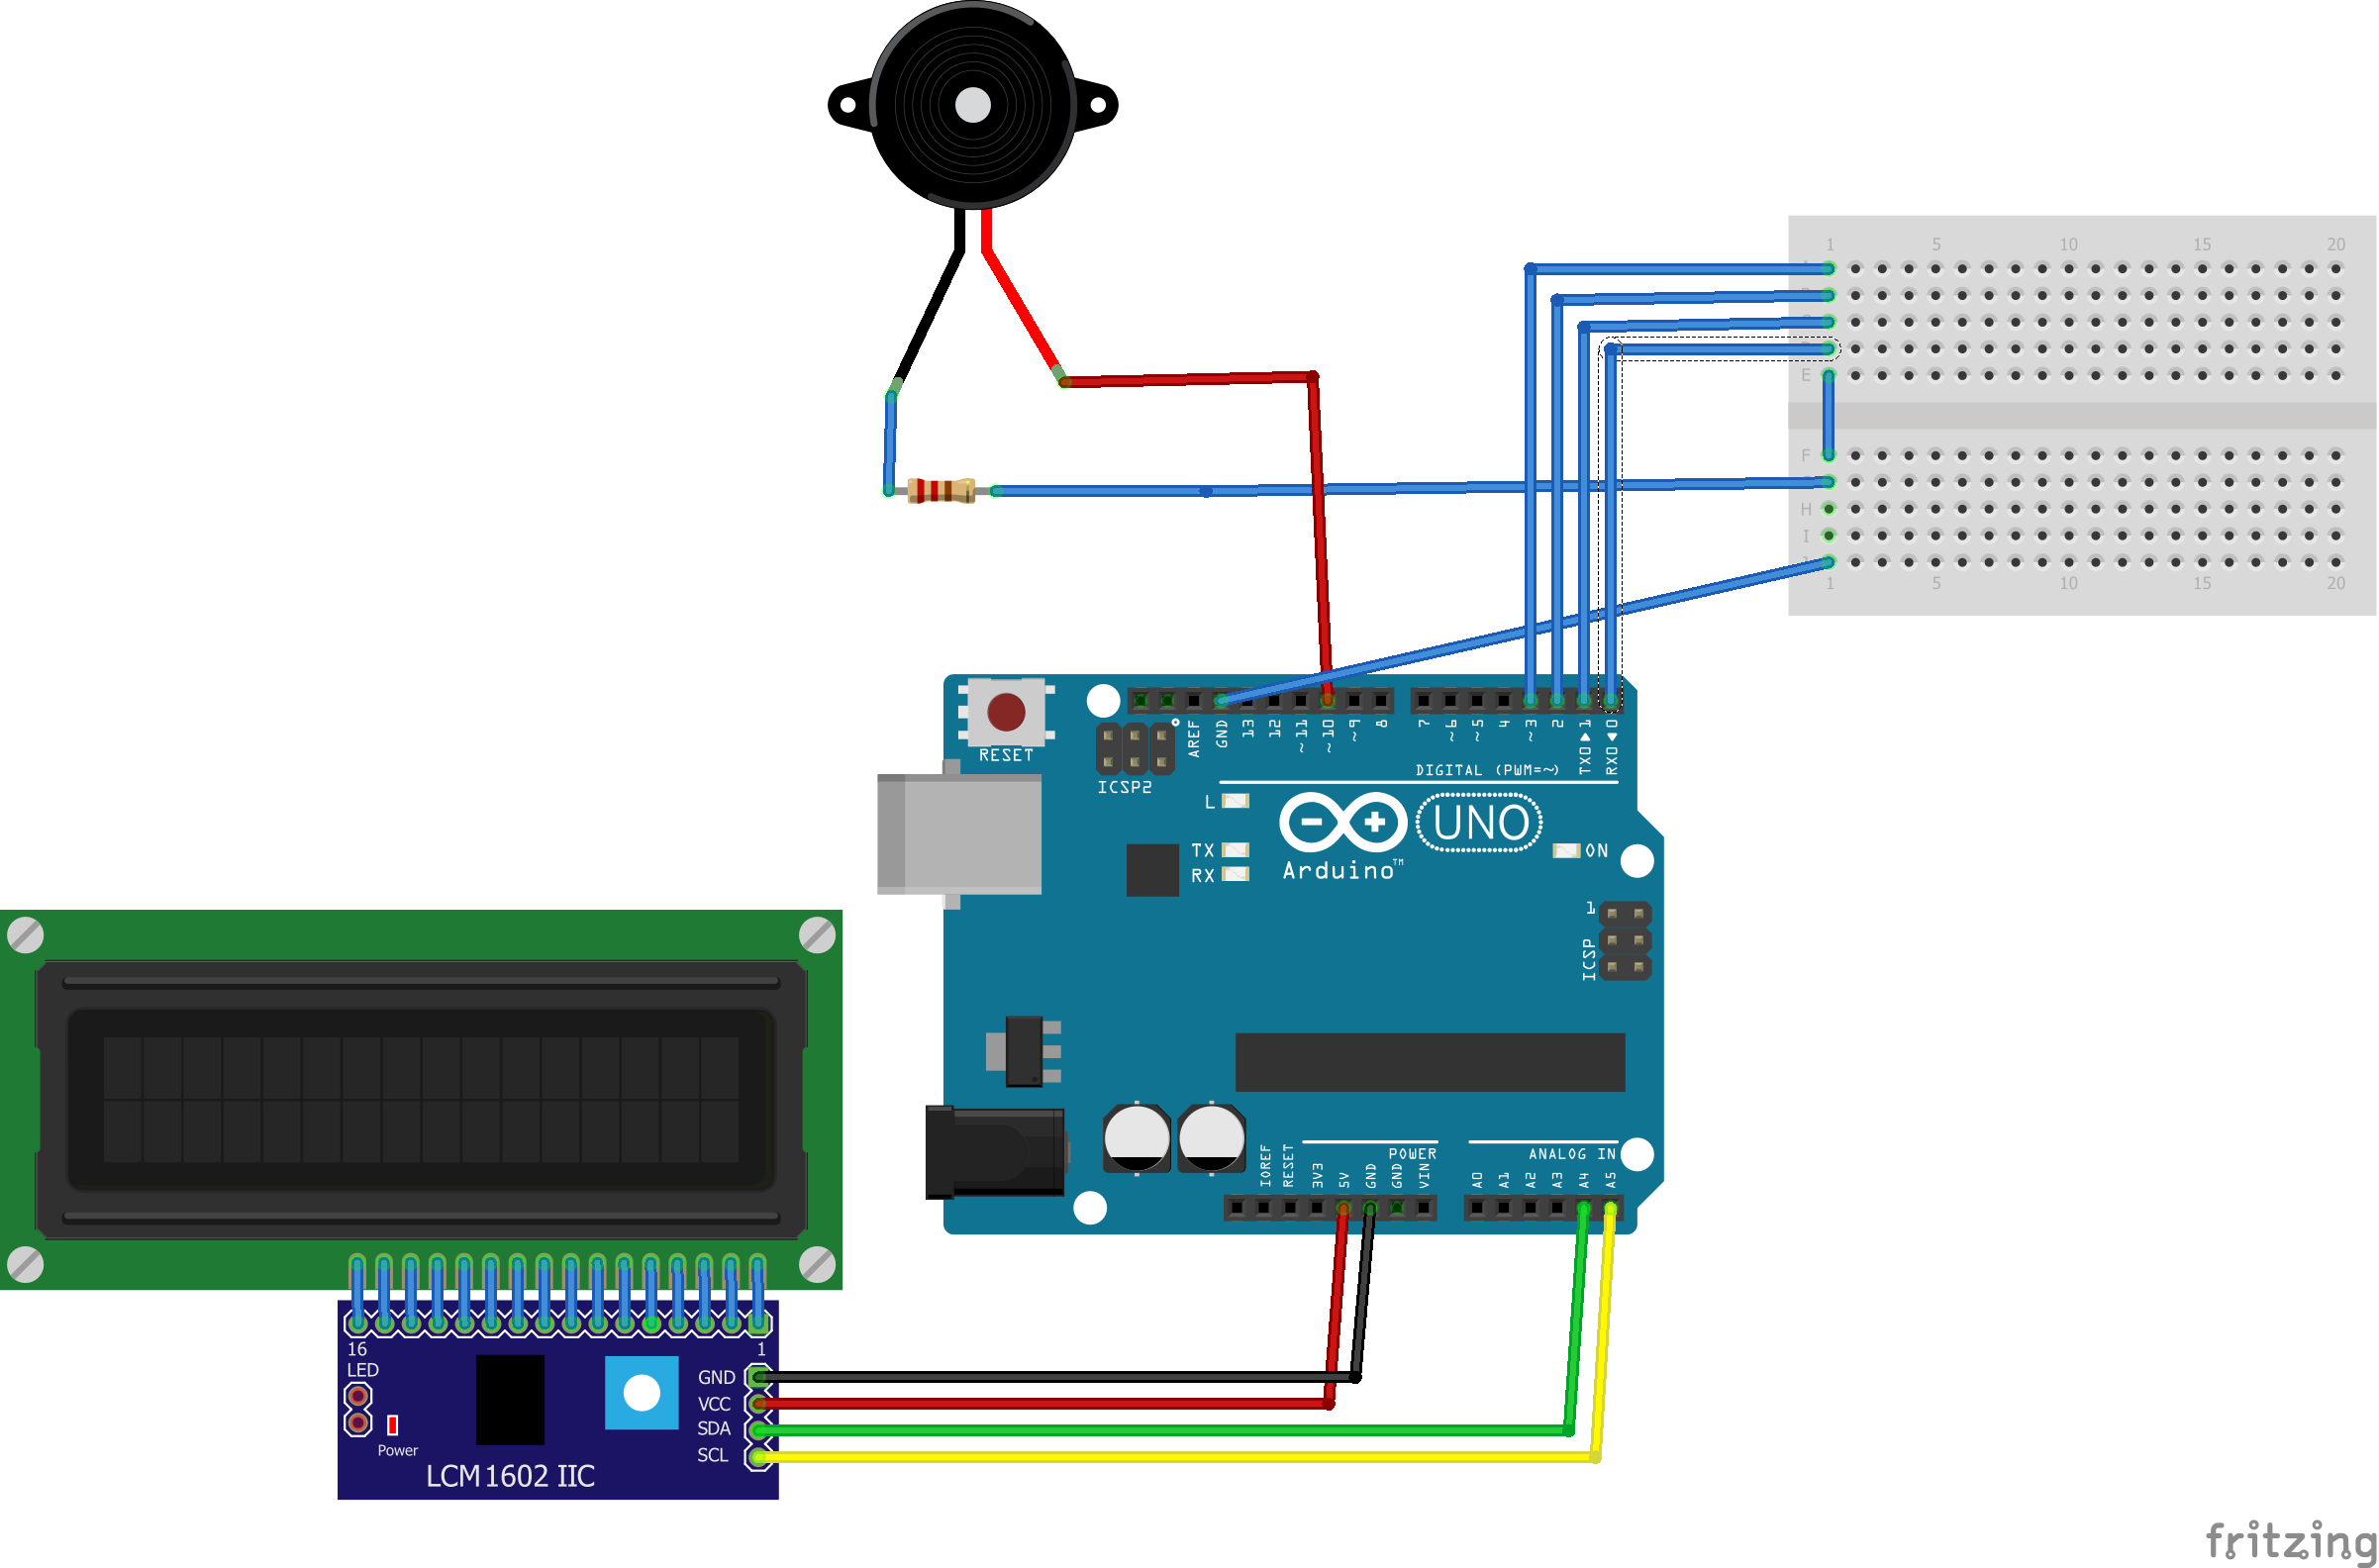 1 5 10 15 20
E
F
H
I
1 5 10 15 20
RESET
ICSP2
AREF
GND
13
12
~11
~10
~9
8
7
~6
~5
4
~3
2
TX0▶1
RX0◀0
DIGITAL (PWM=~)
L
TX
RX
Arduino™
UNO
ON
1
ICSP
IOREF
RESET
3V3
5V
GND
GND
VIN
POWER
A0
A1
A2
A3
A4
A5
ANALOG IN
16
1
LED
GND
VCC
SDA
SCL
Power
LCM1602 IIC
fritzing